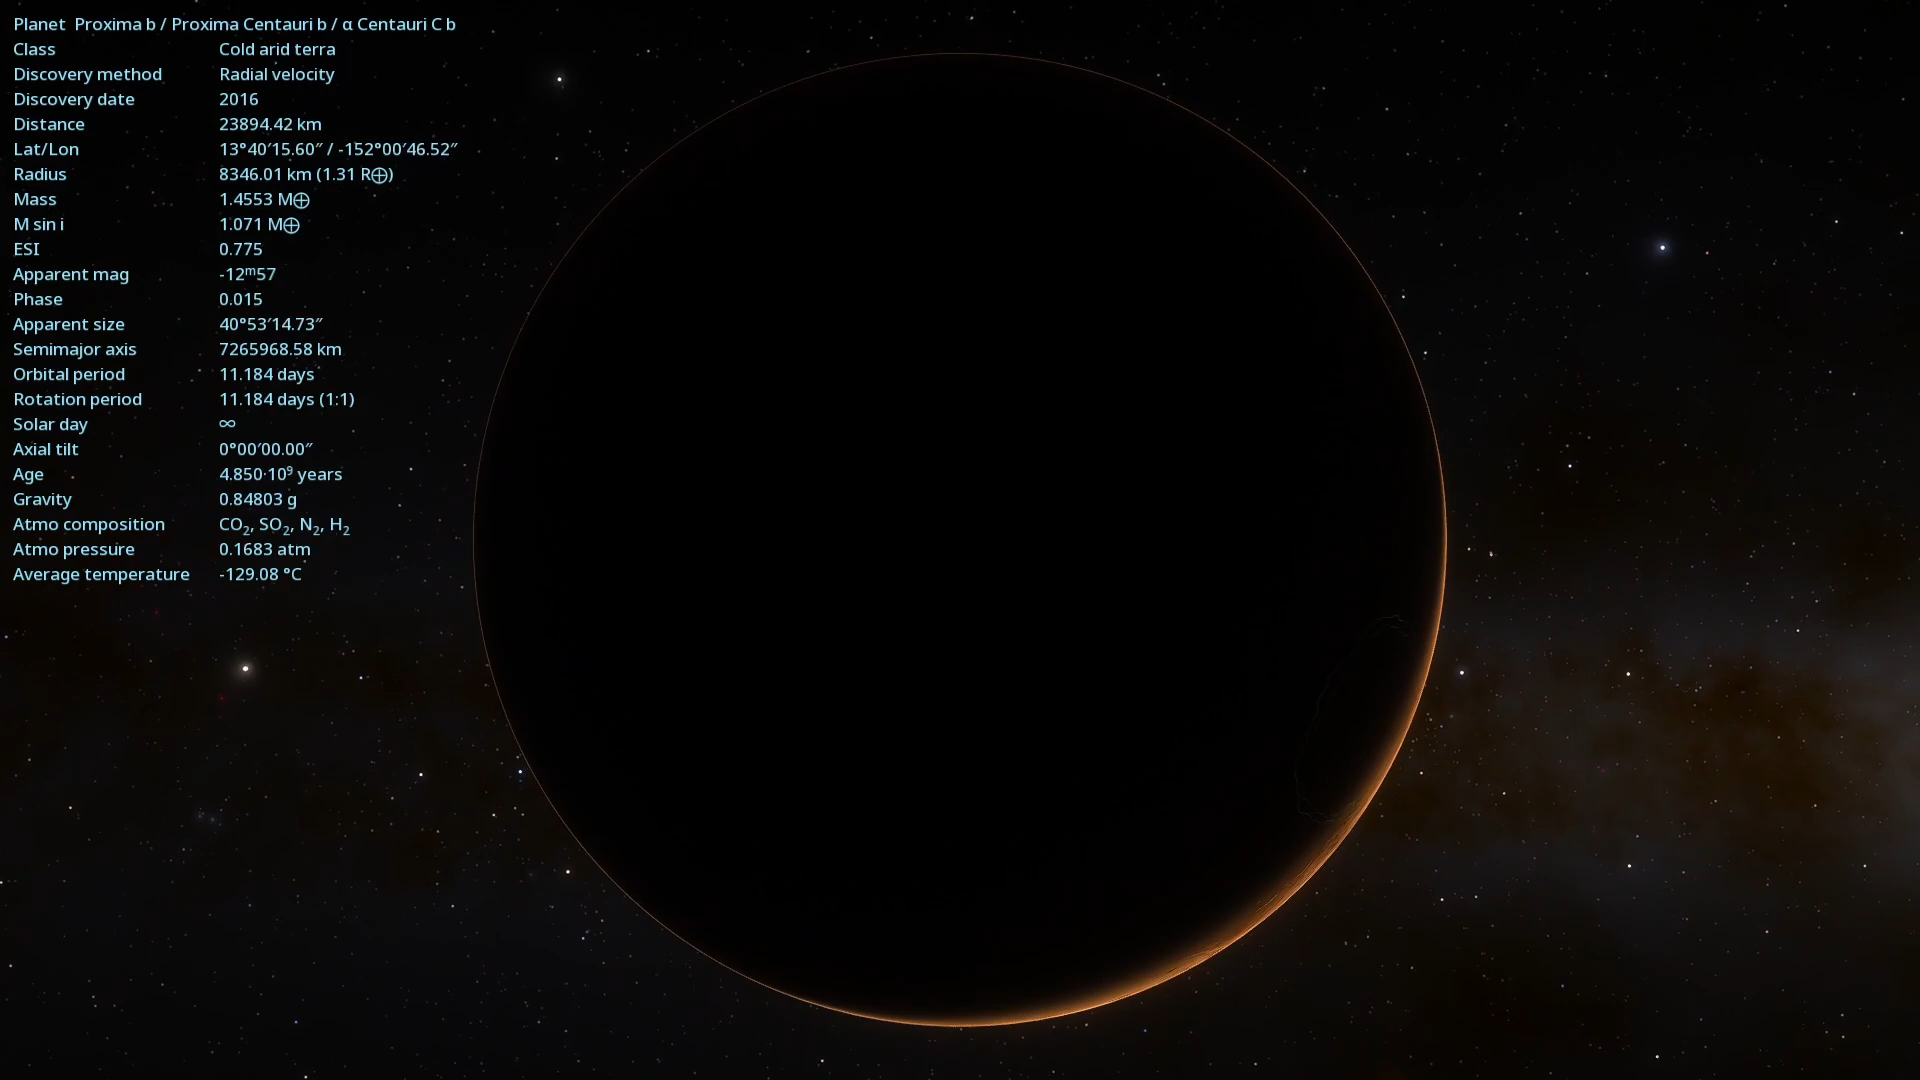 Planet Proxima b / Proxima Centauri b / α Centauri C b
Class Cold arid terra
Discovery method Radial velocity
Discovery date 2016
Distance 23894.42 km
Lat/Lon 13°40′15.60″ / -152°00′46.52″
Radius 8346.01 km (1.31 R⊕)
Mass 1.4553 M⊕
M sin i 1.071 M⊕
ESI 0.775
Apparent mag -12ᵐ57
Phase 0.015
Apparent size 40°53′14.73″
Semimajor axis 7265968.58 km
Orbital period 11.184 days
Rotation period 11.184 days (1:1)
Solar day ∞
Axial tilt 0°00′00.00″
Age 4.850·10⁹ years
Gravity 0.84803 g
Atmo composition CO₂, SO₂, N₂, H₂
Atmo pressure 0.1683 atm
Average temperature -129.08 °C